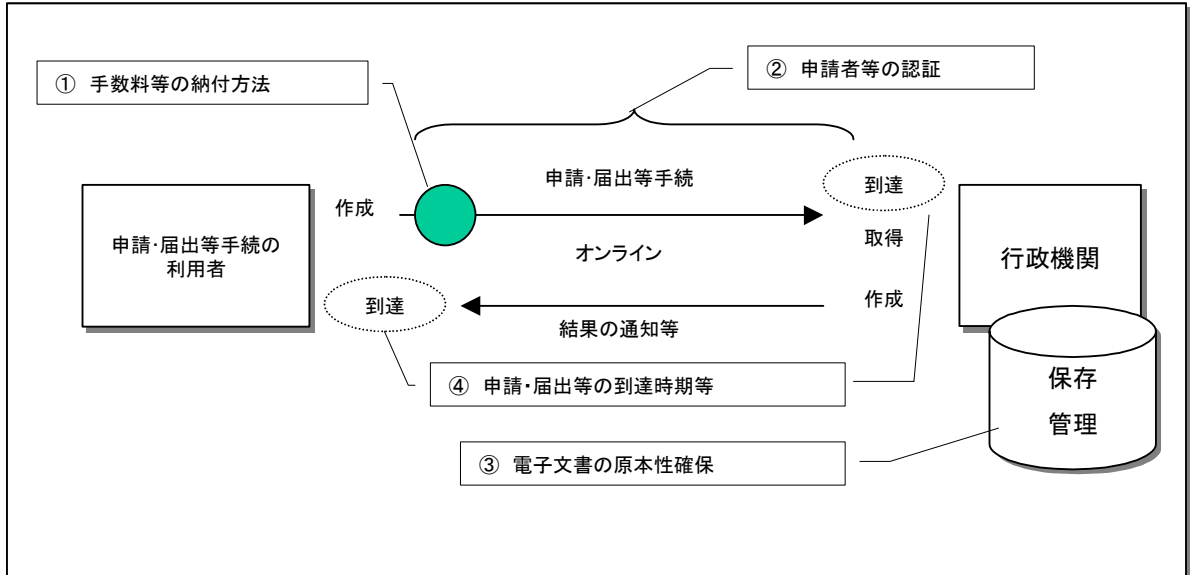 ① 手数料等の納付方法
② 申請者等の認証
申請･届出等手続
到達
作成
取得
申請･届出等手続の
利用者
オンライン
行政機関
到達
作成
結果の通知等
④ 申請･届出等の到達時期等
保存
管理
③ 電子文書の原本性確保